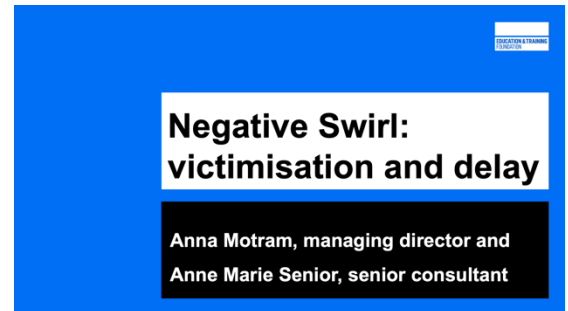 EDUCATION & TRAINING
FOUNDATION
Negative Swirl:
victimisation and delay
Anna Motram, managing director and
Anne Marie Senior, senior consultant